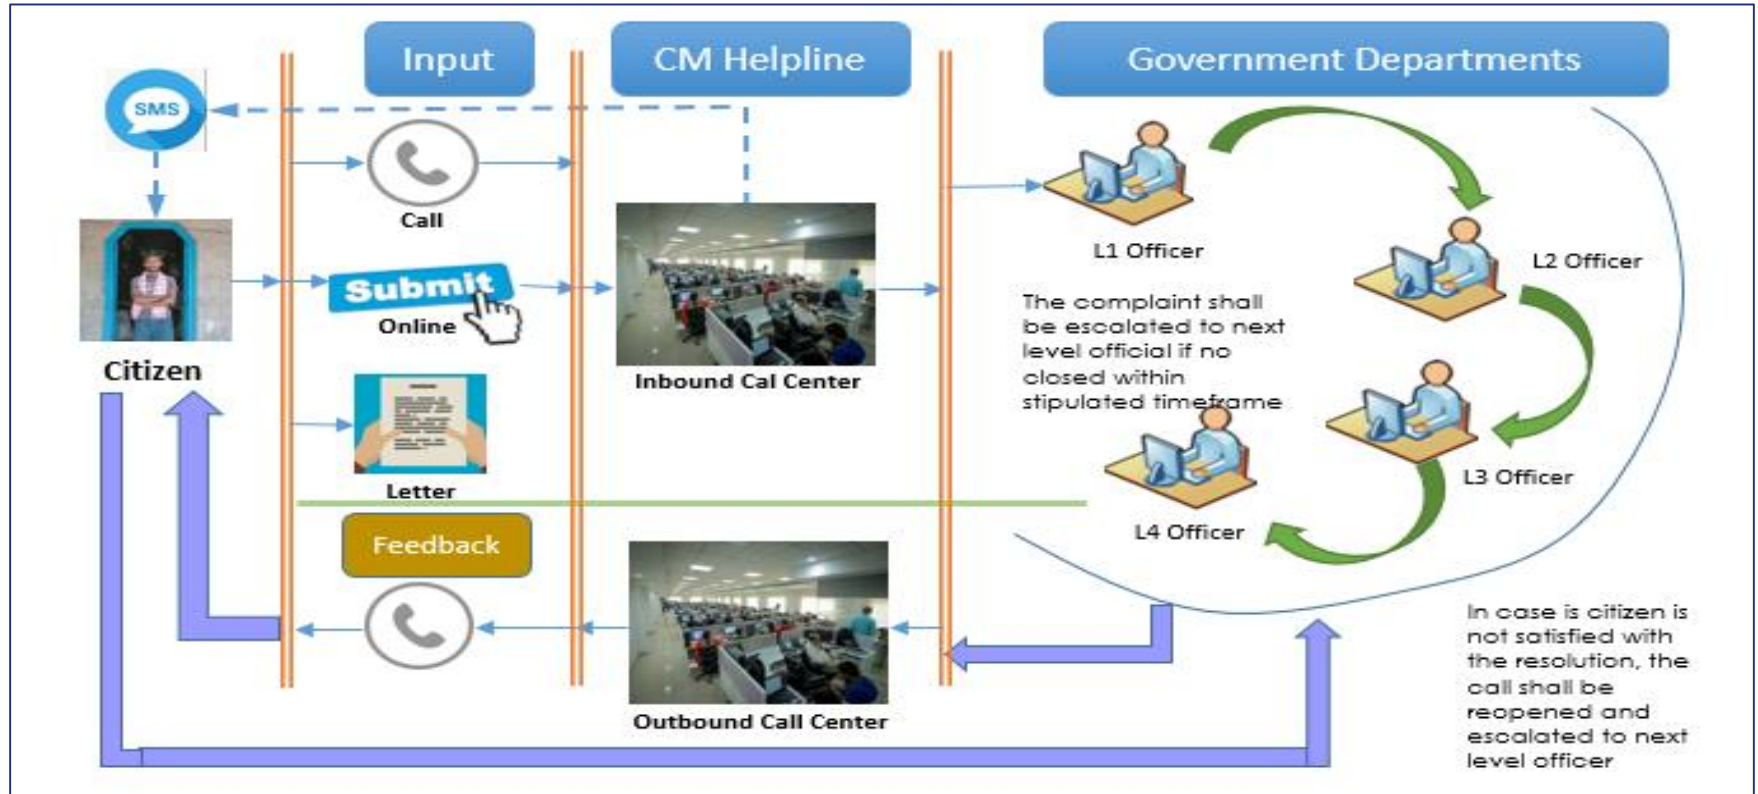 Input
CM Helpline
Government Departments
SMS
Call
L1 Officer
L2 Officer
Submit
Online
Citizen
Inbound Cal Center
The complaint shall
be escalated to next
level official if no
closed within
stipulated timeframe
Letter
L3 Officer
L4 Officer
Feedback
Outbound Call Center
In case is citizen is
not satisfied with
the resolution, the
call shall be
reopened and
escalated to next
level officer